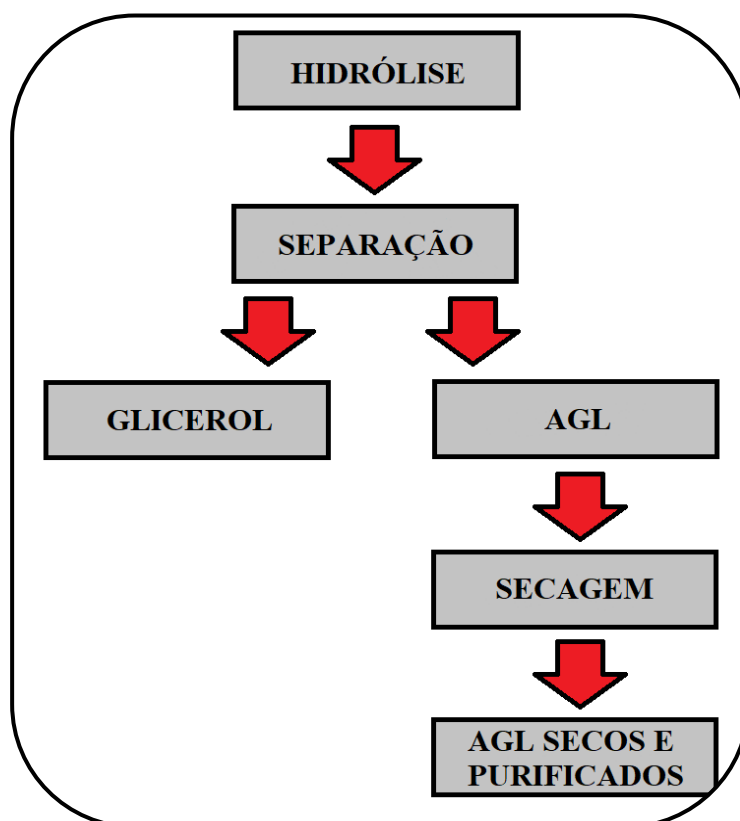 HIDRÓLISE
SEPARAÇÃO
GLICEROL
AGL
SECAGEM
AGL SECOS E
PURIFICADOS